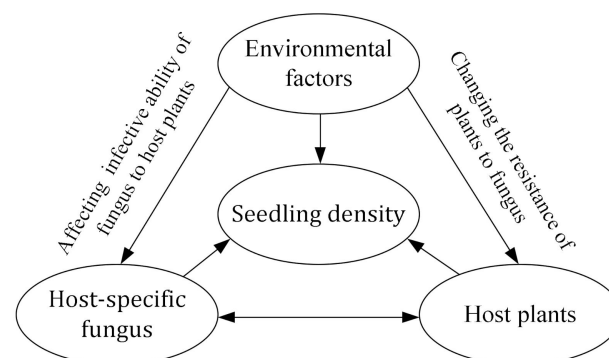 Environmental
factors
Affecting infective ability of
fungus to host plants
Changing the resistance of
plants to fungus
Seedling density
Host-specific
fungus
Host plants